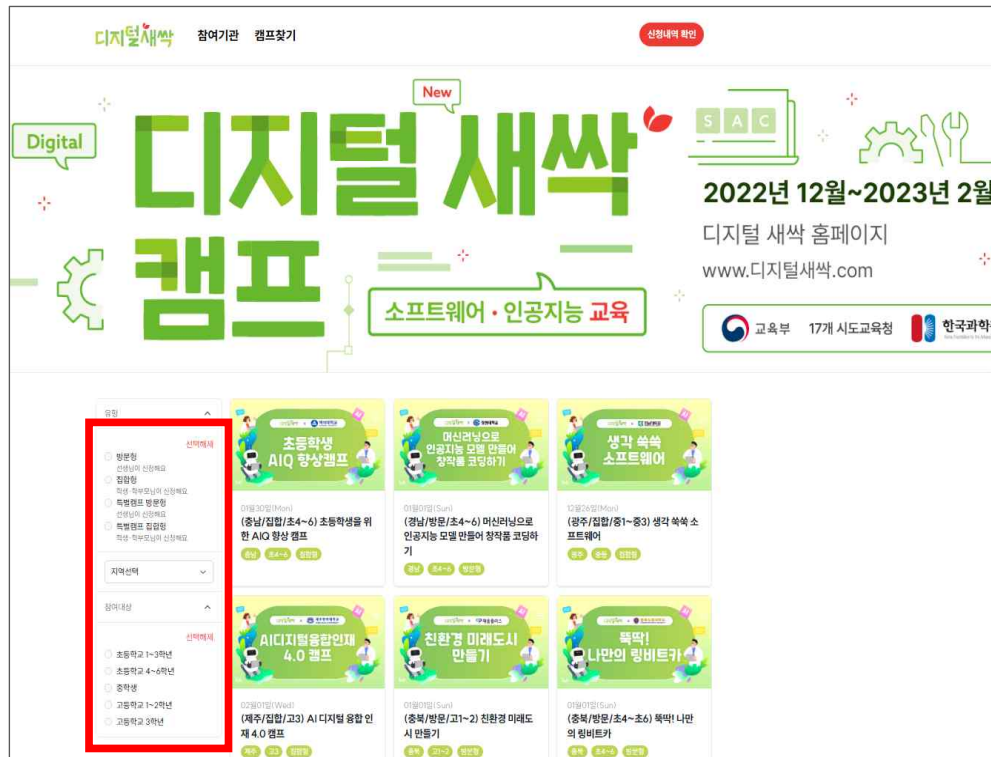 디지털새싹
참여기관
캠프찾기
신청내역 확인
Digital
New
디지털 새싹
캠프
소프트웨어 • 인공지능 교육
S A C
2022년 12월~2023년 2월
디지털 새싹 홈페이지
www.디지털새싹.com
교육부
17개 시도교육청
한국과학
유형
선택해제
방문형
선생님이 신청해요
집합형
학생·학부모님이 신청해요
특별캠프 방문형
선생님이 신청해요
특별캠프 집합형
학생·학부모님이 신청해요
지역선택
참여대상
선택해제
초등학교 1~3학년
초등학교 4~6학년
중학생
고등학교 1~2학년
고등학교 3학년
초등학생
AIQ 향상캠프
01월30일(Mon)
(충남/집합/초4~6) 초등학생을 위
한 AIQ 향상 캠프
충남
초4~6
집합형
머신러닝으로
인공지능 모델 만들어
창작품 코딩하기
01월01일(Sun)
(경남/방문/초4~6) 머신러닝으로
인공지능 모델 만들어 창작품 코딩하
기
경남
초4~6
방문형
생각 쑥쑥
소프트웨어
12월26일(Mon)
(광주/집합/중1~중3) 생각 쑥쑥 소
프트웨어
광주
중등
집합형
AI디지털융합인재
4.0 캠프
02월01일(Wed)
(제주/집합/고3) AI 디지털 융합 인
재 4.0 캠프
제주
고3
집합형
친환경 미래도시
만들기
01월01일(Sun)
(충북/방문/고1~2) 친환경 미래도
시 만들기
충북
고1~2
방문형
뚝딱!
나만의 링비트카
01월01일(Sun)
(충북/방문/초4~초6) 뚝딱! 나만
의 링비트카
충북
초4~6
방문형